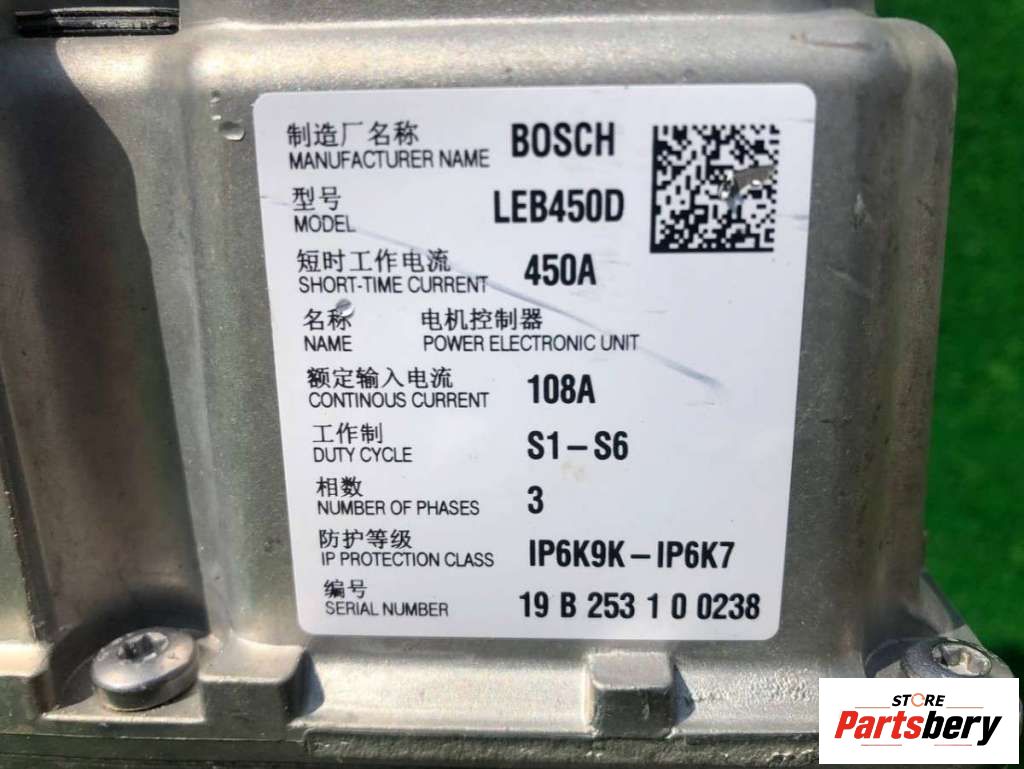 制造厂名称
MANUFACTURER NAME BOSCH
型号
MODEL LEB450D
短时工作电流
SHORT-TIME CURRENT 450A
名称 电机控制器
NAME POWER ELECTRONIC UNIT
额定输入电流
CONTINOUS CURRENT 108A
工作制
DUTY CYCLE S1-S6
相数
NUMBER OF PHASES 3
防护等级
IP PROTECTION CLASS IP6K9K-IP6K7
编号
SERIAL NUMBER 19 B 253 1 0 0238
STORE
Partsbery